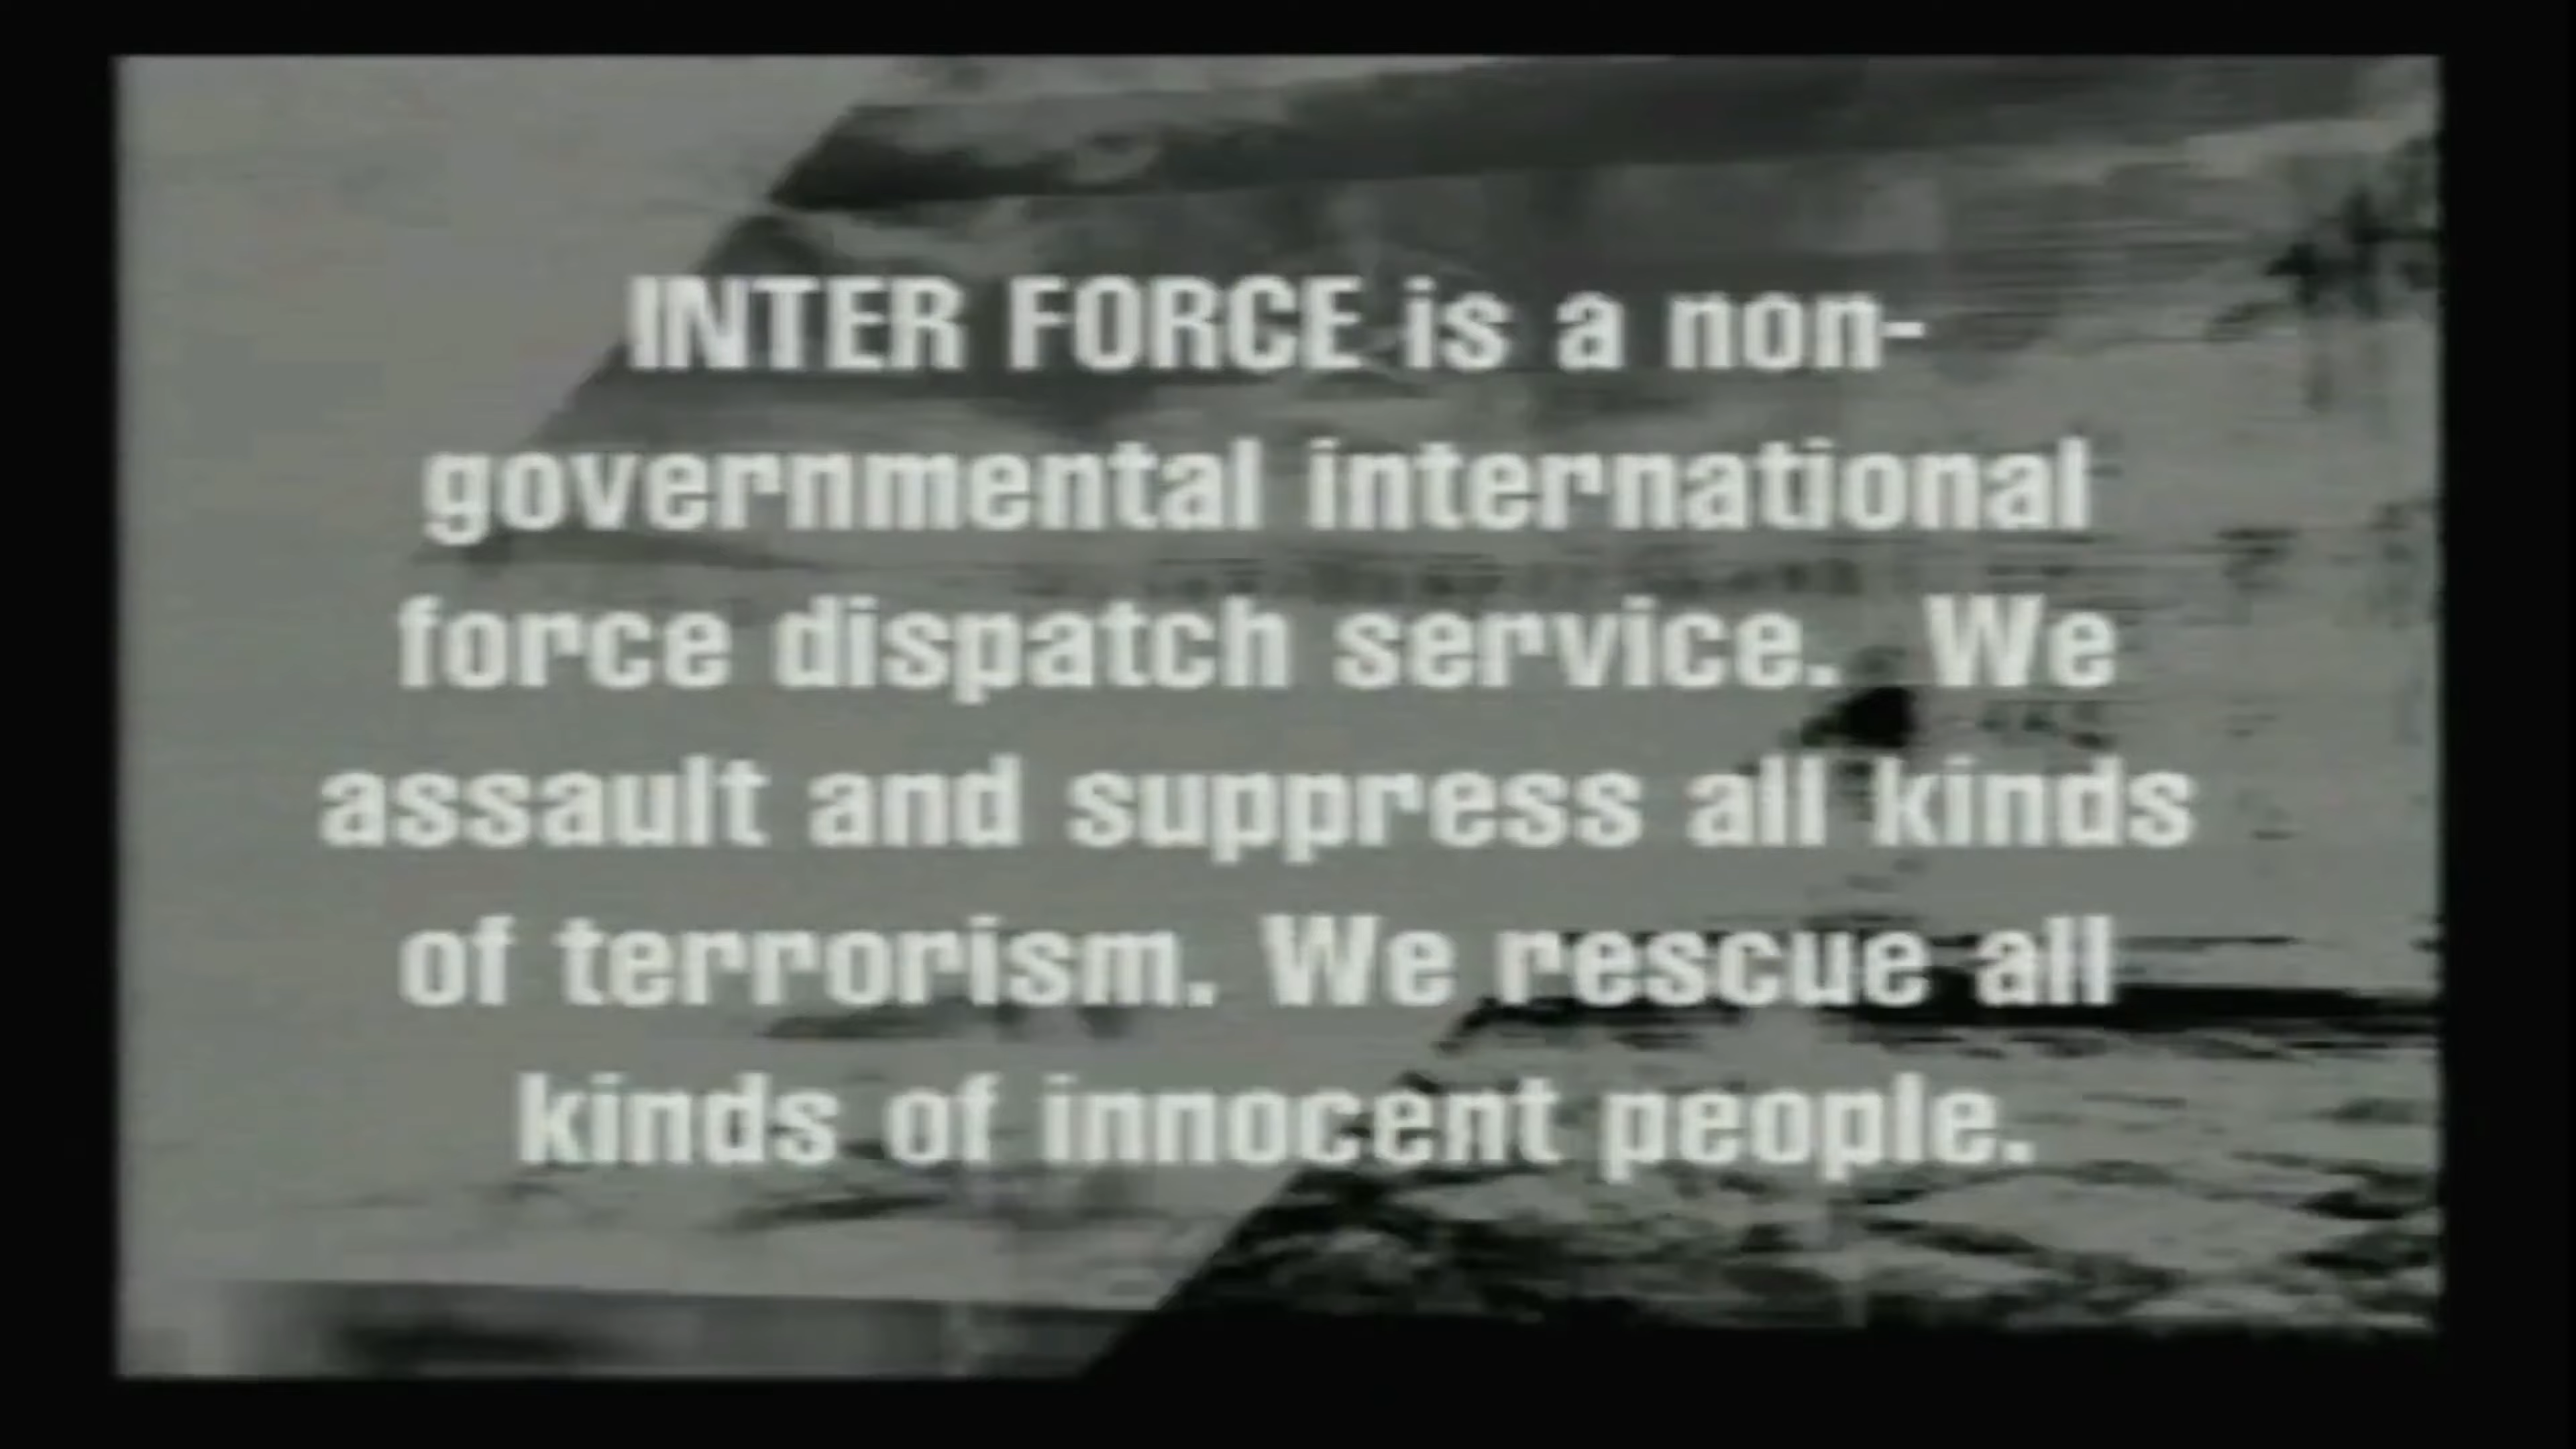 INTER FORCE is a non-
governmental international
force dispatch service. We
assault and suppress all kinds
of terrorism. We rescue all
kinds of innocent people.